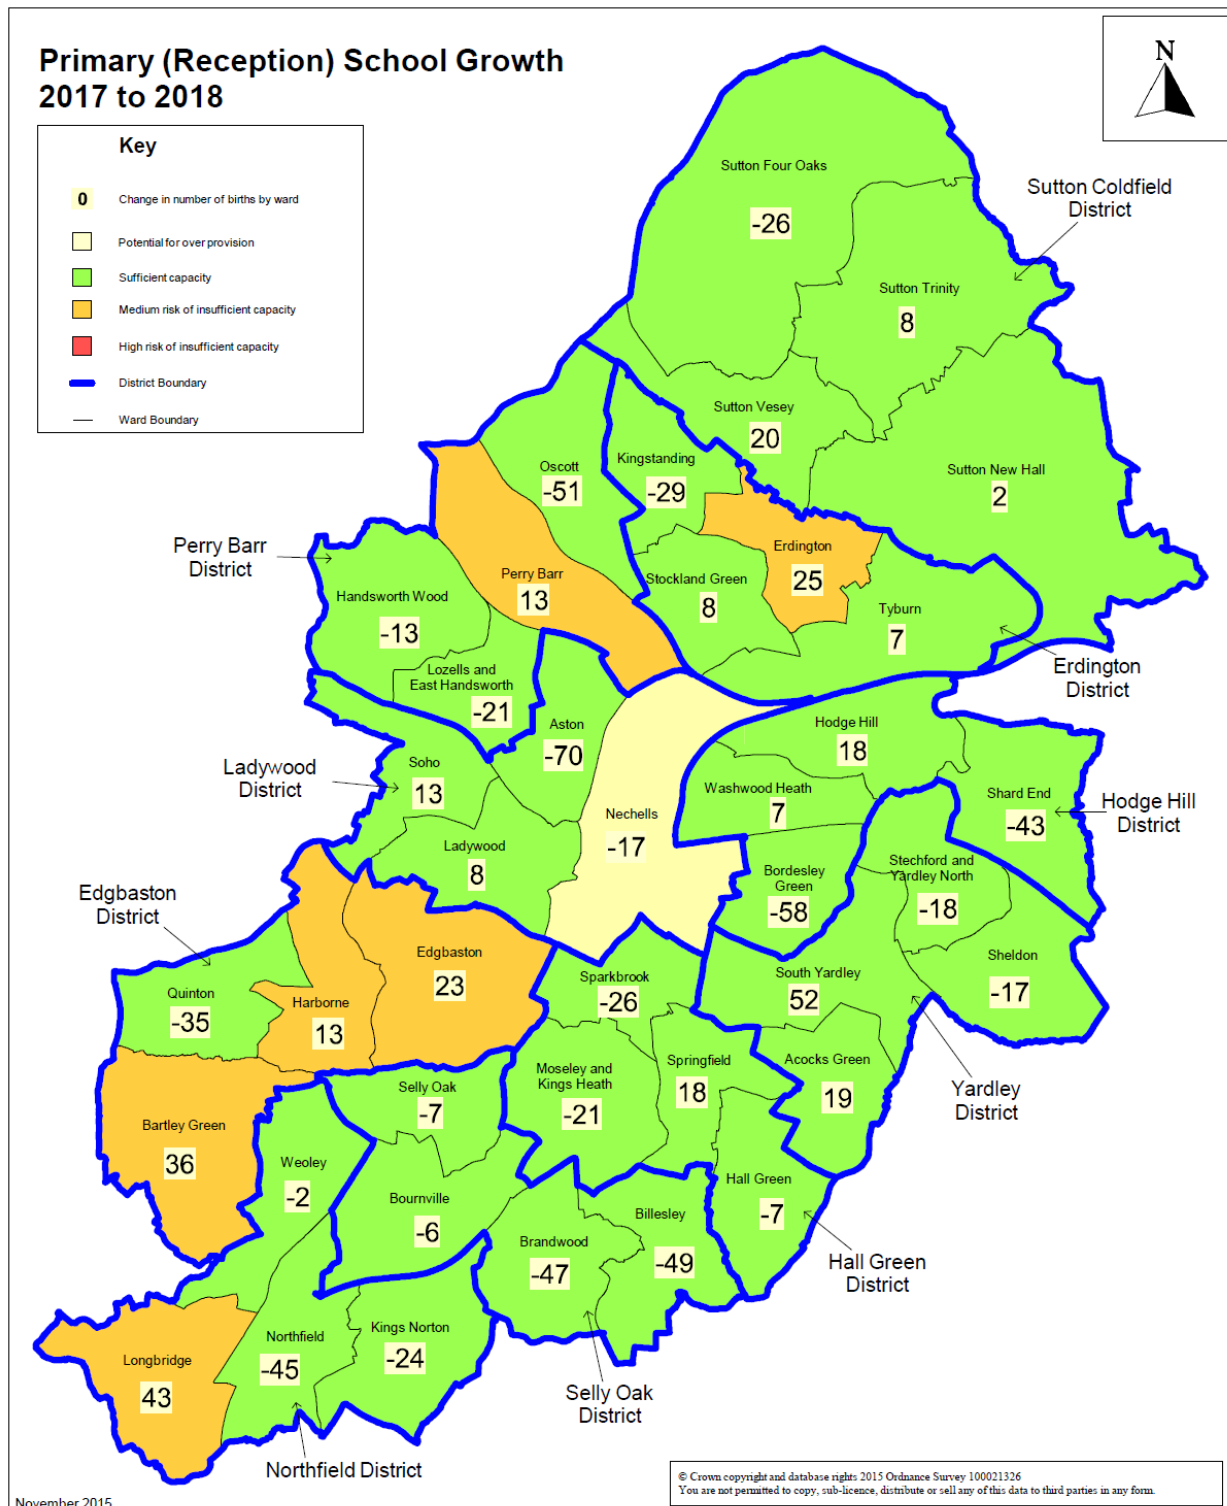 Primary (Reception) School Growth
2017 to 2018
N
Key
0 Change in number of births by ward
Potential for over provision
Sufficient capacity
Medium risk of insufficient capacity
High risk of insufficient capacity
District Boundary
Ward Boundary
Sutton Four Oaks
-26
Sutton Coldfield
District
Sutton Trinity
8
Sutton Vesey
20
Sutton New Hall
2
Oscott
-51
Kingstanding
-29
Erdington
25
Perry Barr
District
Perry Barr
13
Stockland Green
8
Tyburn
7
Handsworth Wood
-13
Erdington
District
Lozells and
East Handsworth
-21
Aston
-70
Hodge Hill
18
Ladywood
District
Soho
13
Washwood Heath
7
Shard End
-43
Hodge Hill
District
Nechells
-17
Ladywood
8
Bordesley
Green
-58
Stechford and
Yardley North
-18
Edgbaston
District
Edgbaston
23
Sparkbrook
-26
South Yardley
52
Sheldon
-17
Quinton
-35
Harborne
13
Moseley and
Kings Heath
-21
Springfield
18
Acocks Green
19
Yardley
District
Selly Oak
-7
Bartley Green
36
Weoley
-2
Bournville
-6
Hall Green
-7
Billesley
-49
Brandwood
-47
Hall Green
District
Kings Norton
-24
Northfield
-45
Longbridge
43
Selly Oak
District
Northfield District
© Crown copyright and database rights 2015 Ordnance Survey 100021326
You are not permitted to copy, sub-licence, distribute or sell any of this data to third parties in any form.
November 2015